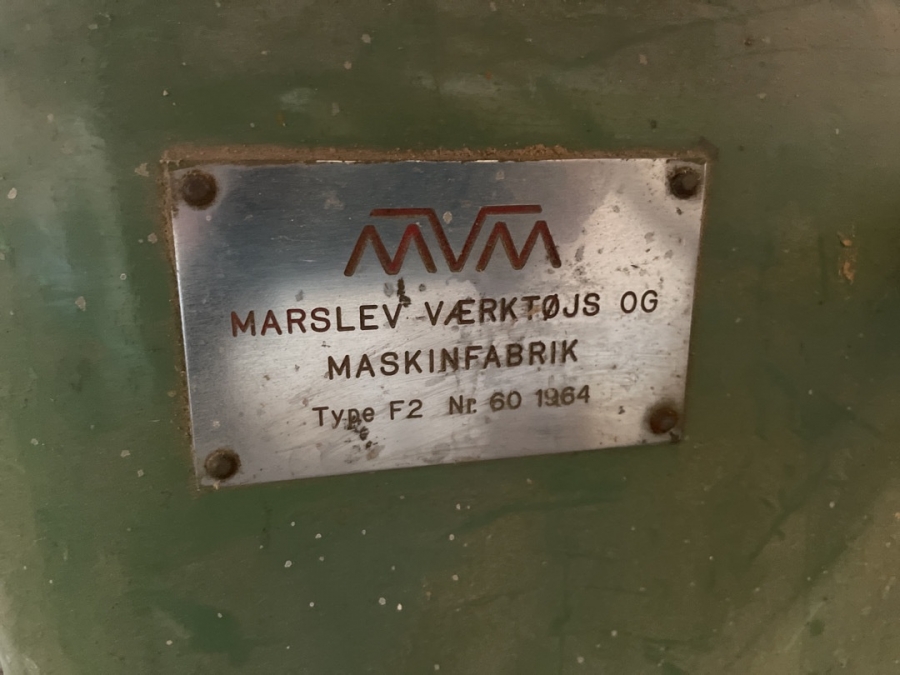 MVM
MARSLEV VÆRKTØJS OG
MASKINFABRIK
Type F2 Nr. 60 1964